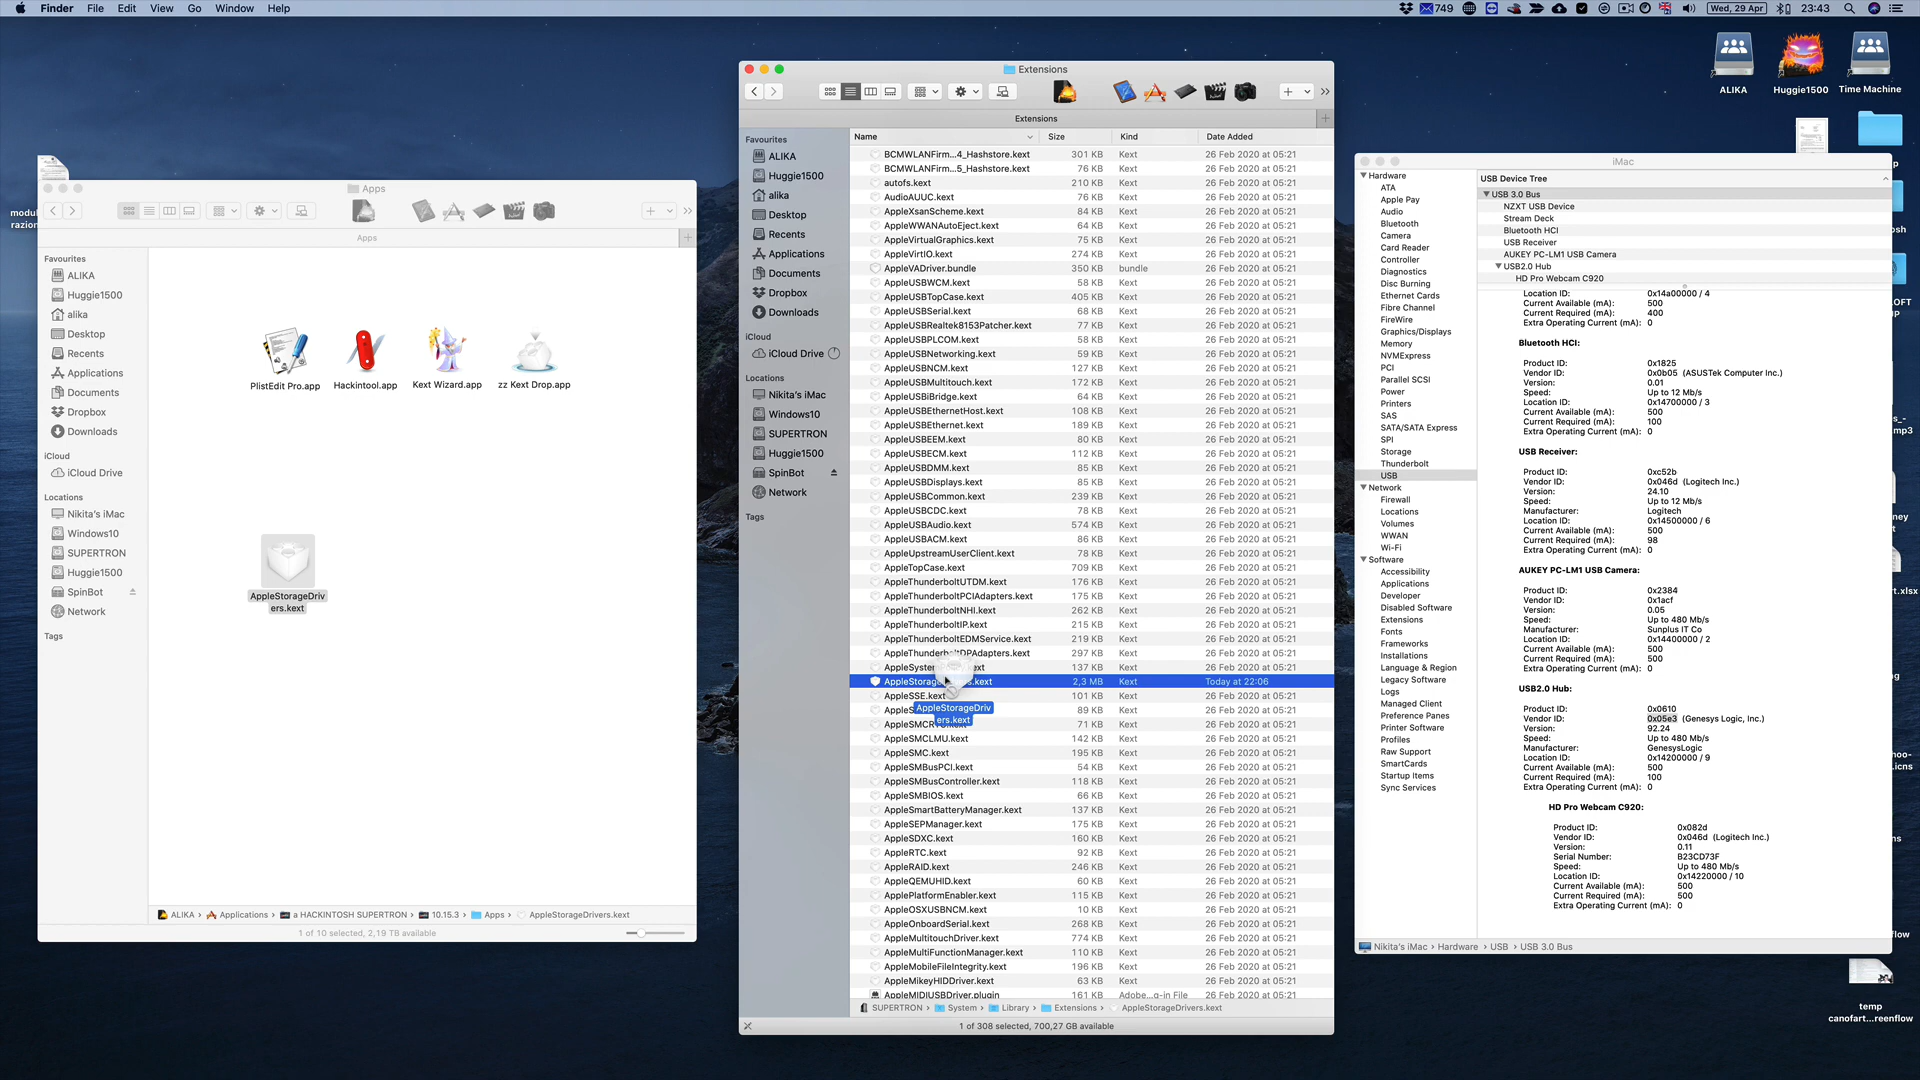 Finder File Edit View Go Window Help
749 Wed, 29 Apr 23:43
ALIKA
Huggie1500
Time Machine
modul
razion
Apps
Apps
Favourites
ALIKA
Huggie1500
alika
Desktop
Recents
Applications
Documents
Dropbox
Downloads
iCloud
iCloud Drive
Locations
Nikita's iMac
Windows10
SUPERTRON
Huggie1500
SpinBot
Network
Tags
PlistEdit Pro.app
Hackintool.app
Kext Wizard.app
zz Kext Drop.app
AppleStorageDriv
ers.kext
ALIKA › Applications › a HACKINTOSH SUPERTRON › 10.15.3 › Apps › AppleStorageDrivers.kext
1 of 10 selected, 2,19 TB available
Extensions
Extensions
Favourites
ALIKA
Huggie1500
alika
Desktop
Recents
Applications
Documents
Dropbox
Downloads
iCloud
iCloud Drive
Locations
Nikita's iMac
Windows10
SUPERTRON
Huggie1500
SpinBot
Network
Tags
Name Size Kind Date Added
BCMWLANFirm...4_Hashstore.kext 301 KB Kext 26 Feb 2020 at 05:21
BCMWLANFirm...5_Hashstore.kext 76 KB Kext 26 Feb 2020 at 05:21
autofs.kext 210 KB Kext 26 Feb 2020 at 05:21
AudioAUUC.kext 76 KB Kext 26 Feb 2020 at 05:21
AppleXsanScheme.kext 84 KB Kext 26 Feb 2020 at 05:21
AppleWWANAutoEject.kext 64 KB Kext 26 Feb 2020 at 05:21
AppleVirtualGraphics.kext 75 KB Kext 26 Feb 2020 at 05:21
AppleVirtIO.kext 274 KB Kext 26 Feb 2020 at 05:21
AppleVADriver.bundle 350 KB bundle 26 Feb 2020 at 05:21
AppleUSBWCM.kext 82 KB Kext 26 Feb 2020 at 05:21
AppleUSBTopCase.kext 405 KB Kext 26 Feb 2020 at 05:21
AppleUSBSerial.kext 68 KB Kext 26 Feb 2020 at 05:21
AppleUSBRealtek8153Patcher.kext 77 KB Kext 26 Feb 2020 at 05:21
AppleUSBPLCOM.kext 58 KB Kext 26 Feb 2020 at 05:21
AppleUSBNetworking.kext 59 KB Kext 26 Feb 2020 at 05:21
AppleUSBNCM.kext 127 KB Kext 26 Feb 2020 at 05:21
AppleUSBMultitouch.kext 172 KB Kext 26 Feb 2020 at 05:21
AppleUSBiBridge.kext 64 KB Kext 26 Feb 2020 at 05:21
AppleUSBEthernetHost.kext 108 KB Kext 26 Feb 2020 at 05:21
AppleUSBEthernet.kext 189 KB Kext 26 Feb 2020 at 05:21
AppleUSBEEM.kext 80 KB Kext 26 Feb 2020 at 05:21
AppleUSBECM.kext 112 KB Kext 26 Feb 2020 at 05:21
AppleUSBDMM.kext 85 KB Kext 26 Feb 2020 at 05:21
AppleUSBDisplays.kext 85 KB Kext 26 Feb 2020 at 05:21
AppleUSBCommon.kext 239 KB Kext 26 Feb 2020 at 05:21
AppleUSBCDC.kext 78 KB Kext 26 Feb 2020 at 05:21
AppleUSBAudio.kext 574 KB Kext 26 Feb 2020 at 05:21
AppleUSBACM.kext 86 KB Kext 26 Feb 2020 at 05:21
AppleUpstreamUserClient.kext 78 KB Kext 26 Feb 2020 at 05:21
AppleTopCase.kext 709 KB Kext 26 Feb 2020 at 05:21
AppleThunderboltUTDM.kext 176 KB Kext 26 Feb 2020 at 05:21
AppleThunderboltPCIAdapters.kext 175 KB Kext 26 Feb 2020 at 05:21
AppleThunderboltNHI.kext 262 KB Kext 26 Feb 2020 at 05:21
AppleThunderboltIP.kext 215 KB Kext 26 Feb 2020 at 05:21
AppleThunderboltEDMService.kext 219 KB Kext 26 Feb 2020 at 05:21
AppleThunderboltDPAdapters.kext 297 KB Kext 26 Feb 2020 at 05:21
137 KB Kext 26 Feb 2020 at 05:21
AppleStorageDrivers.kext 2,3 MB Kext Today at 22:06
AppleSSE.kext 101 KB Kext 26 Feb 2020 at 05:21
AppleStorageDriv
ers.kext
89 KB Kext 26 Feb 2020 at 05:21
71 KB Kext 26 Feb 2020 at 05:21
AppleSMCLMU.kext 142 KB Kext 26 Feb 2020 at 05:21
AppleSMC.kext 195 KB Kext 26 Feb 2020 at 05:21
AppleSMBusPCI.kext 54 KB Kext 26 Feb 2020 at 05:21
AppleSMBusController.kext 118 KB Kext 26 Feb 2020 at 05:21
AppleSMBIOS.kext 66 KB Kext 26 Feb 2020 at 05:21
AppleSmartBatteryManager.kext 137 KB Kext 26 Feb 2020 at 05:21
AppleSEPManager.kext 175 KB Kext 26 Feb 2020 at 05:21
AppleSDXC.kext 160 KB Kext 26 Feb 2020 at 05:21
AppleRTC.kext 92 KB Kext 26 Feb 2020 at 05:21
AppleRAID.kext 246 KB Kext 26 Feb 2020 at 05:21
AppleQEMUHID.kext 60 KB Kext 26 Feb 2020 at 05:21
ApplePlatformEnabler.kext 115 KB Kext 26 Feb 2020 at 05:21
AppleOSXUSBNCM.kext 10 KB Kext 26 Feb 2020 at 05:21
AppleOnboardSerial.kext 268 KB Kext 26 Feb 2020 at 05:21
AppleMultitouchDriver.kext 774 KB Kext 26 Feb 2020 at 05:21
AppleMultiFunctionManager.kext 100 KB Kext 26 Feb 2020 at 05:21
AppleMobileFileIntegrity.kext 196 KB Kext 26 Feb 2020 at 05:21
AppleMikeyHIDDriver.kext 63 KB Kext 26 Feb 2020 at 05:21
AppleMIDIUSBDriver.plugin 161 KB Adobe...g-in File 26 Feb 2020 at 05:21
SUPERTRON › System › Library › Extensions › AppleStorageDrivers.kext
1 of 308 selected, 700,27 GB available
iMac
Hardware
ATA
Apple Pay
Audio
Bluetooth
Camera
Card Reader
Controller
Diagnostics
Disc Burning
Ethernet Cards
Fibre Channel
FireWire
Graphics/Displays
Memory
NVMExpress
PCI
Parallel SCSI
Power
Printers
SAS
SATA/SATA Express
SPI
Storage
Thunderbolt
USB
Network
Firewall
Locations
Volumes
WWAN
Wi-Fi
Software
Accessibility
Applications
Developer
Disabled Software
Extensions
Fonts
Frameworks
Installations
Language & Region
Legacy Software
Logs
Managed Client
Preference Panes
Printer Software
Profiles
Raw Support
SmartCards
Startup Items
Sync Services
USB Device Tree
USB 3.0 Bus
NZXT USB Device
Stream Deck
Bluetooth HCI
USB Receiver
AUKEY PC-LM1 USB Camera
USB2.0 Hub
HD Pro Webcam C920
Location ID: 0x14a00000 / 4
Current Available (mA): 500
Current Required (mA): 400
Extra Operating Current (mA): 0
Bluetooth HCI:
Product ID: 0x1825
Vendor ID: 0x0b05 (ASUSTek Computer Inc.)
Version: 0.01
Speed: Up to 12 Mb/s
Location ID: 0x14700000 / 3
Current Available (mA): 500
Current Required (mA): 100
Extra Operating Current (mA): 0
USB Receiver:
Product ID: 0xc52b
Vendor ID: 0x046d (Logitech Inc.)
Version: 24.10
Speed: Up to 12 Mb/s
Manufacturer: Logitech
Location ID: 0x14500000 / 6
Current Available (mA): 500
Current Required (mA): 98
Extra Operating Current (mA): 0
AUKEY PC-LM1 USB Camera:
Product ID: 0x2384
Vendor ID: 0x1acf
Version: 0.05
Speed: Up to 480 Mb/s
Manufacturer: Sunplus IT Co
Location ID: 0x14400000 / 2
Current Available (mA): 500
Current Required (mA): 500
Extra Operating Current (mA): 0
USB2.0 Hub:
Product ID: 0x0610
Vendor ID: 0x05e3 (Genesys Logic, Inc.)
Version: 92.24
Speed: Up to 480 Mb/s
Manufacturer: GenesysLogic
Location ID: 0x14200000 / 9
Current Available (mA): 500
Current Required (mA): 100
Extra Operating Current (mA): 0
HD Pro Webcam C920:
Product ID: 0x082d
Vendor ID: 0x046d (Logitech Inc.)
Version: 0.11
Serial Number: B23CD73F
Speed: Up to 480 Mb/s
Location ID: 0x14220000 / 10
Current Available (mA): 500
Current Required (mA): 500
Extra Operating Current (mA): 0
Nikita's iMac › Hardware › USB › USB 3.0 Bus
temp
canofart...reenflow